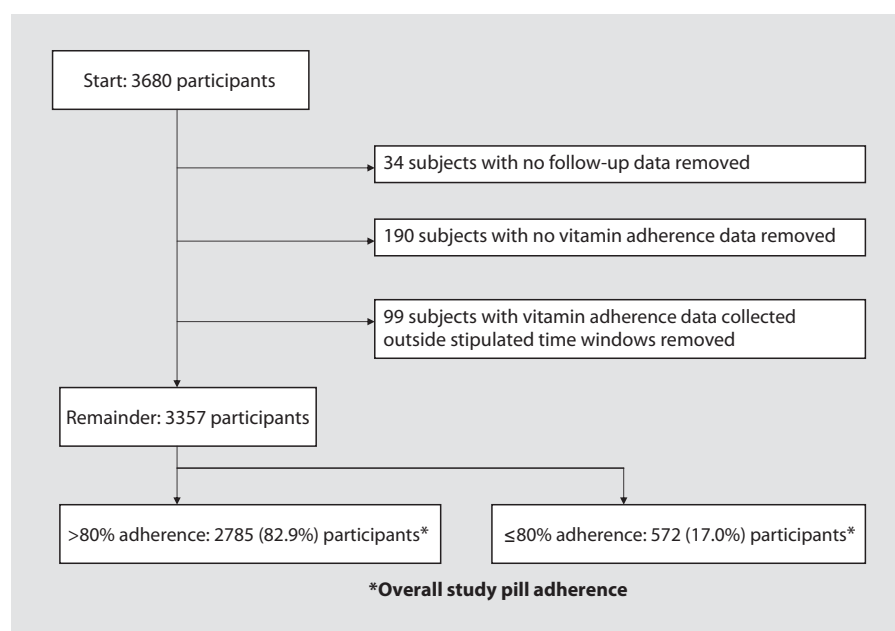 Start: 3680 participants
34 subjects with no follow-up data removed
190 subjects with no vitamin adherence data removed
99 subjects with vitamin adherence data collected
outside stipulated time windows removed
Remainder: 3357 participants
>80% adherence: 2785 (82.9%) participants*
≤80% adherence: 572 (17.0%) participants*
*Overall study pill adherence